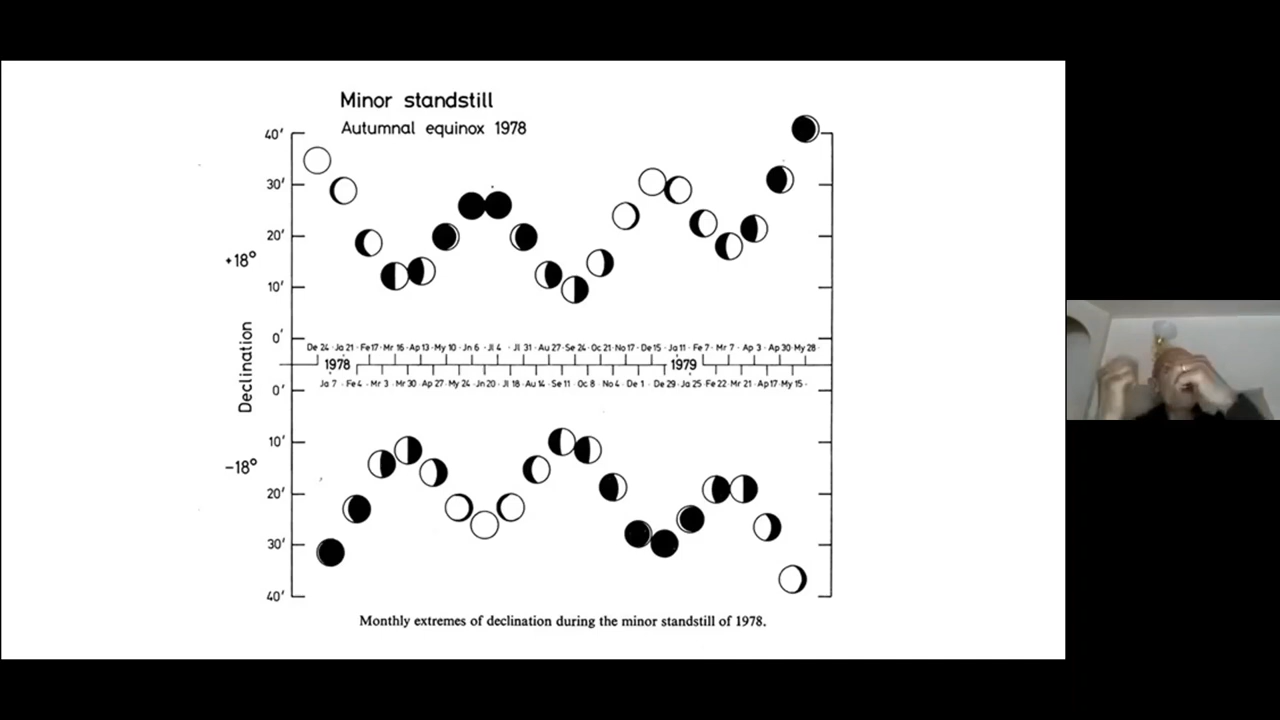 Minor standstill
Autumnal equinox 1978
40'
30'
20'
+18°
10'
0'
De 24 · Ja 21 · Fe 17 · Mr 16 · Ap 13 · My 10 · Jn 6 · Jl 4 · Jl 31 · Au 27 · Se 24 · Oc 21 · No 17 · De 15 · Ja 11 · Fe 7 · Mr 7 · Ap 3 · Ap 30 · My 28 ·
1978 1979
Ja 7 · Fe 4 · Mr 3 · Mr 30 · Ap 27 · My 24 · Jn 20 · Jl 18 · Au 14 · Se 11 · Oc 8 · No 4 · De 1 · De 29 · Ja 25 · Fe 22 · Mr 21 · Ap 17 · My 15 ·
Declination
0'
10'
−18°
20'
30'
40'
Monthly extremes of declination during the minor standstill of 1978.